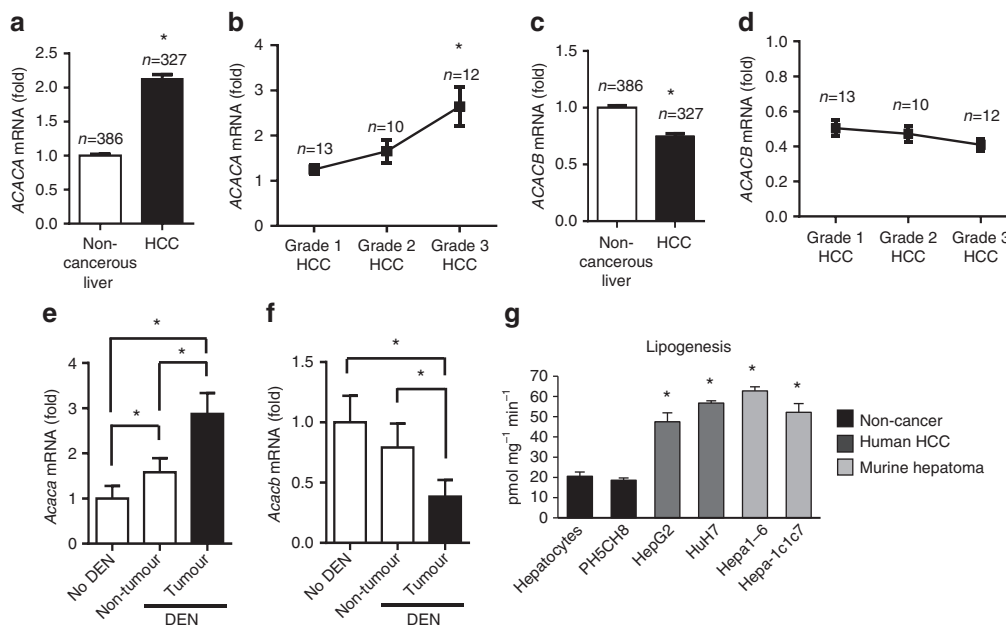 a
ACACA mRNA (fold)
2.5
2.0
1.5
1.0
0.5
0.0
n=386
*
n=327
Non-
cancerous
liver
HCC
b
ACACA mRNA (fold)
4
3
2
1
0
n=13
n=10
*
n=12
Grade 1
HCC
Grade 2
HCC
Grade 3
HCC
c
ACACB mRNA (fold)
1.5
1.0
0.5
0.0
n=386
*
n=327
Non-
cancerous
liver
HCC
d
ACACB mRNA (fold)
1.0
0.8
0.6
0.4
0.2
0.0
n=13
n=10
n=12
Grade 1
HCC
Grade 2
HCC
Grade 3
HCC
e
Acaca mRNA (fold)
4
3
2
1
0
*
*
*
No DEN
Non-tumour
Tumour
DEN
f
Acacb mRNA (fold)
1.5
1.0
0.5
0.0
*
*
No DEN
Non-tumour
Tumour
DEN
g
Lipogenesis
pmol mg⁻¹ min⁻¹
70
60
50
40
30
20
10
0
*
*
*
*
Hepatocytes
PH5CH8
HepG2
HuH7
Hepa1–6
Hepa-1c1c7
Non-cancer
Human HCC
Murine hepatoma